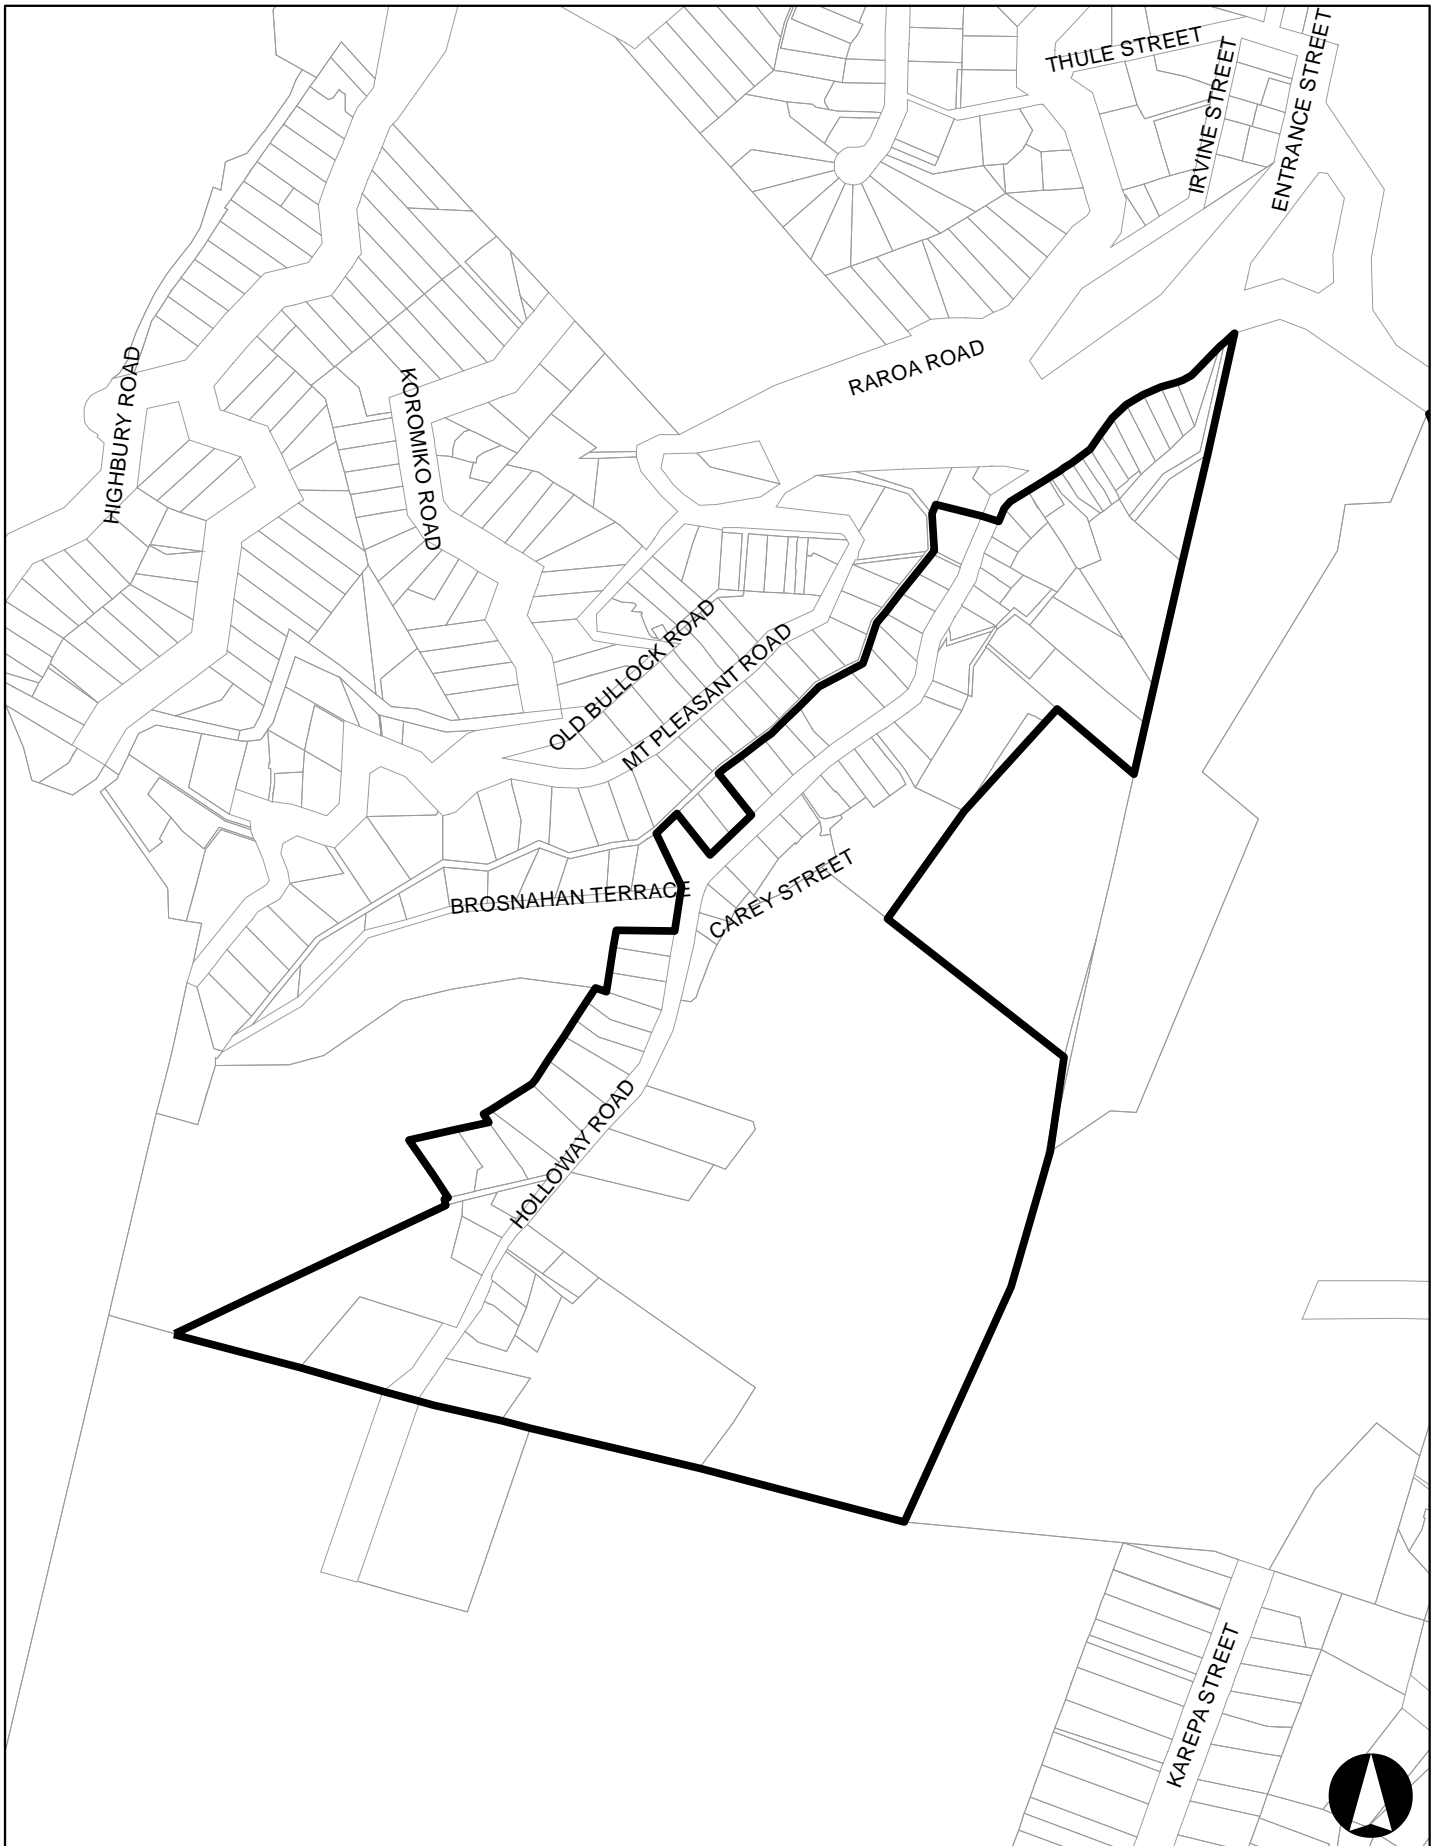 THULE STREET
IRVINE STREET
ENTRANCE STREET
RAROA ROAD
HIGHBURY ROAD
KOROMIKO ROAD
OLD BULLOCK ROAD
MT PLEASANT ROAD
BROSNAHAN TERRACE
CAREY STREET
HOLLOWAY ROAD
KAREPA STREET